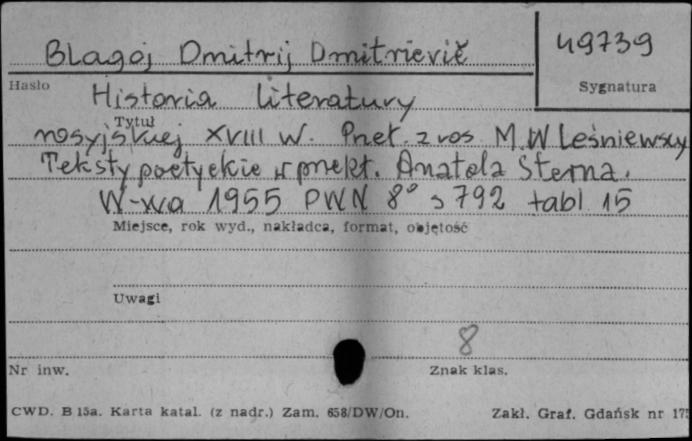 Blagoj Dmitrij Dmitrievič
49739
Hasło
Sygnatura
Historia literatury
Tytuł
rosyjskiej XVIII w. Przet. z ros M. W Leśniewscy
Teksty poetyckie w przekt. Anatola Sterna.
W-wa 1955 PWN 8° s 792 tabl 15
Miejsce, rok wyd., nakładca, format, objętość
Uwagi
8
Nr inw.
Znak klas.
CWD. B 15a. Karta katal. (z nadr.) Zam. 658/DW/On.
Zakł. Graf. Gdańsk nr